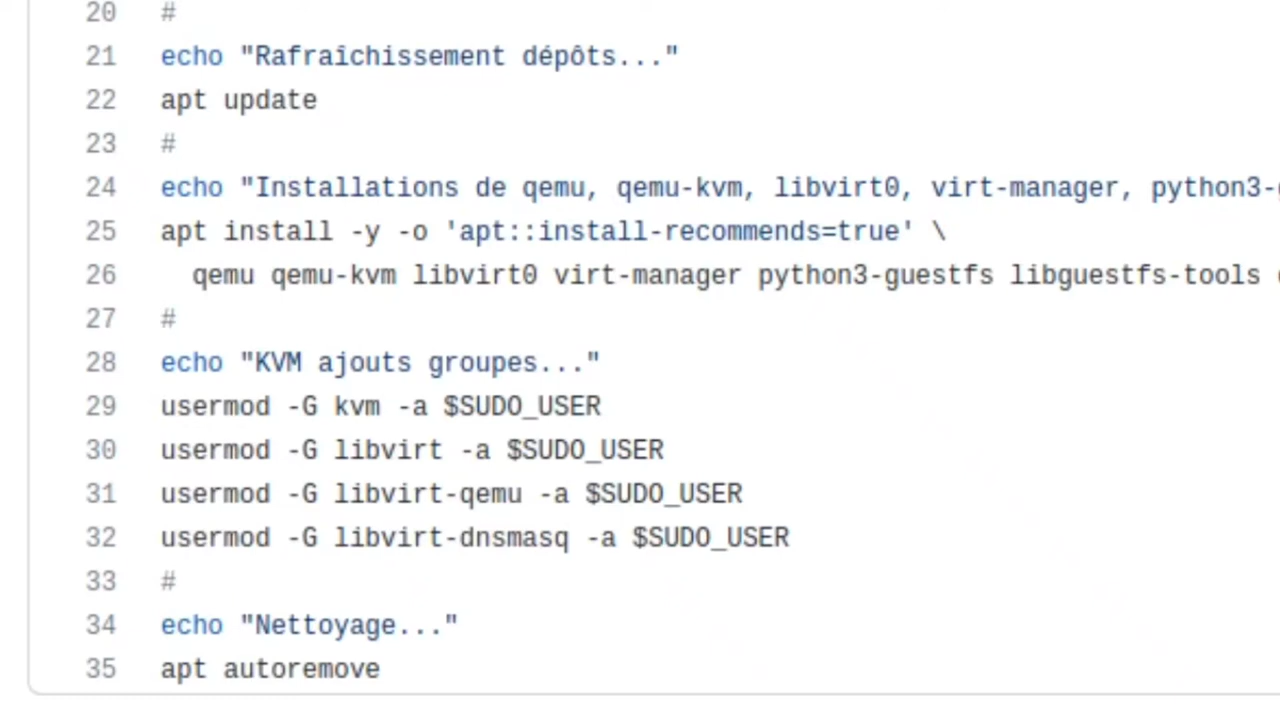 20 #
21 echo "Rafraîchissement dépôts..."
22 apt update
23 #
24 echo "Installations de qemu, qemu-kvm, libvirt0, virt-manager, python3-
25 apt install -y -o 'apt::install-recommends=true' \
26 qemu qemu-kvm libvirt0 virt-manager python3-guestfs libguestfs-tools
27 #
28 echo "KVM ajouts groupes..."
29 usermod -G kvm -a $SUDO_USER
30 usermod -G libvirt -a $SUDO_USER
31 usermod -G libvirt-qemu -a $SUDO_USER
32 usermod -G libvirt-dnsmasq -a $SUDO_USER
33 #
34 echo "Nettoyage..."
35 apt autoremove